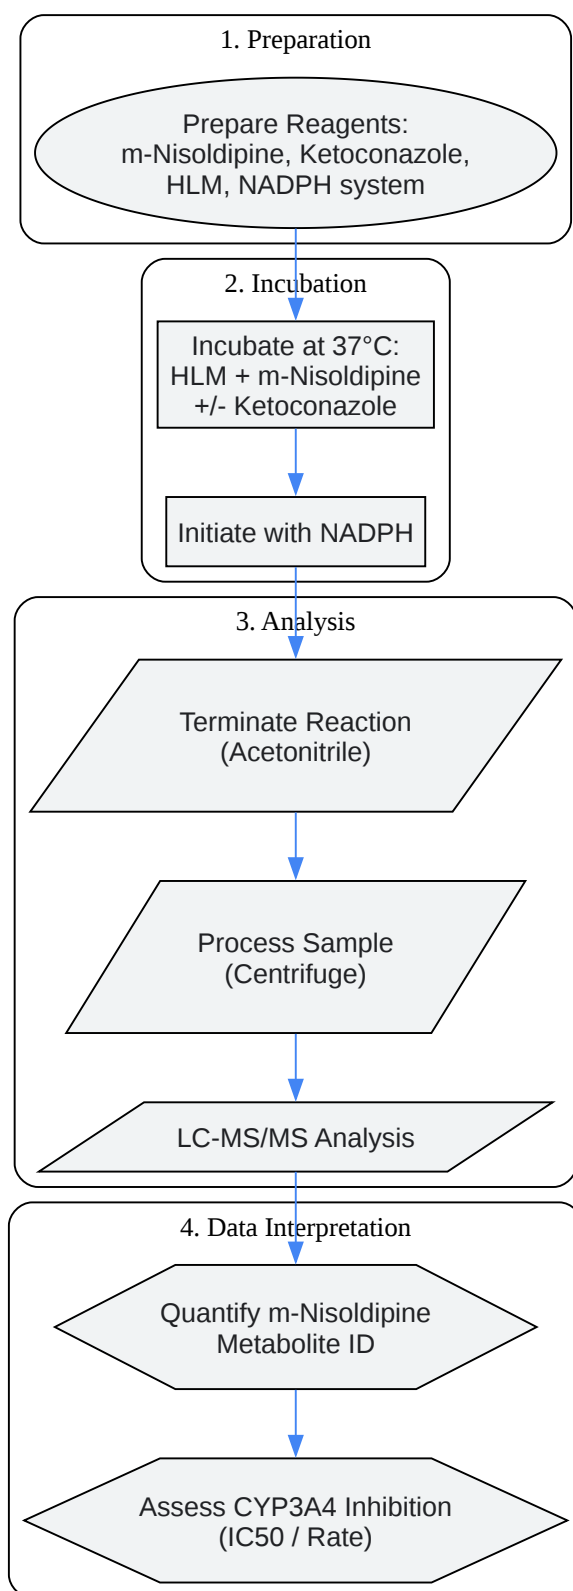 1. Preparation
Prepare Reagents:
m-Nisoldipine, Ketoconazole,
HLM, NADPH system
2. Incubation
Incubate at 37°C:
HLM + m-Nisoldipine
+/- Ketoconazole
Initiate with NADPH
3. Analysis
Terminate Reaction
(Acetonitrile)
Process Sample
(Centrifuge)
LC-MS/MS Analysis
4. Data Interpretation
Quantify m-Nisoldipine
Metabolite ID
Assess CYP3A4 Inhibition
(IC50 / Rate)